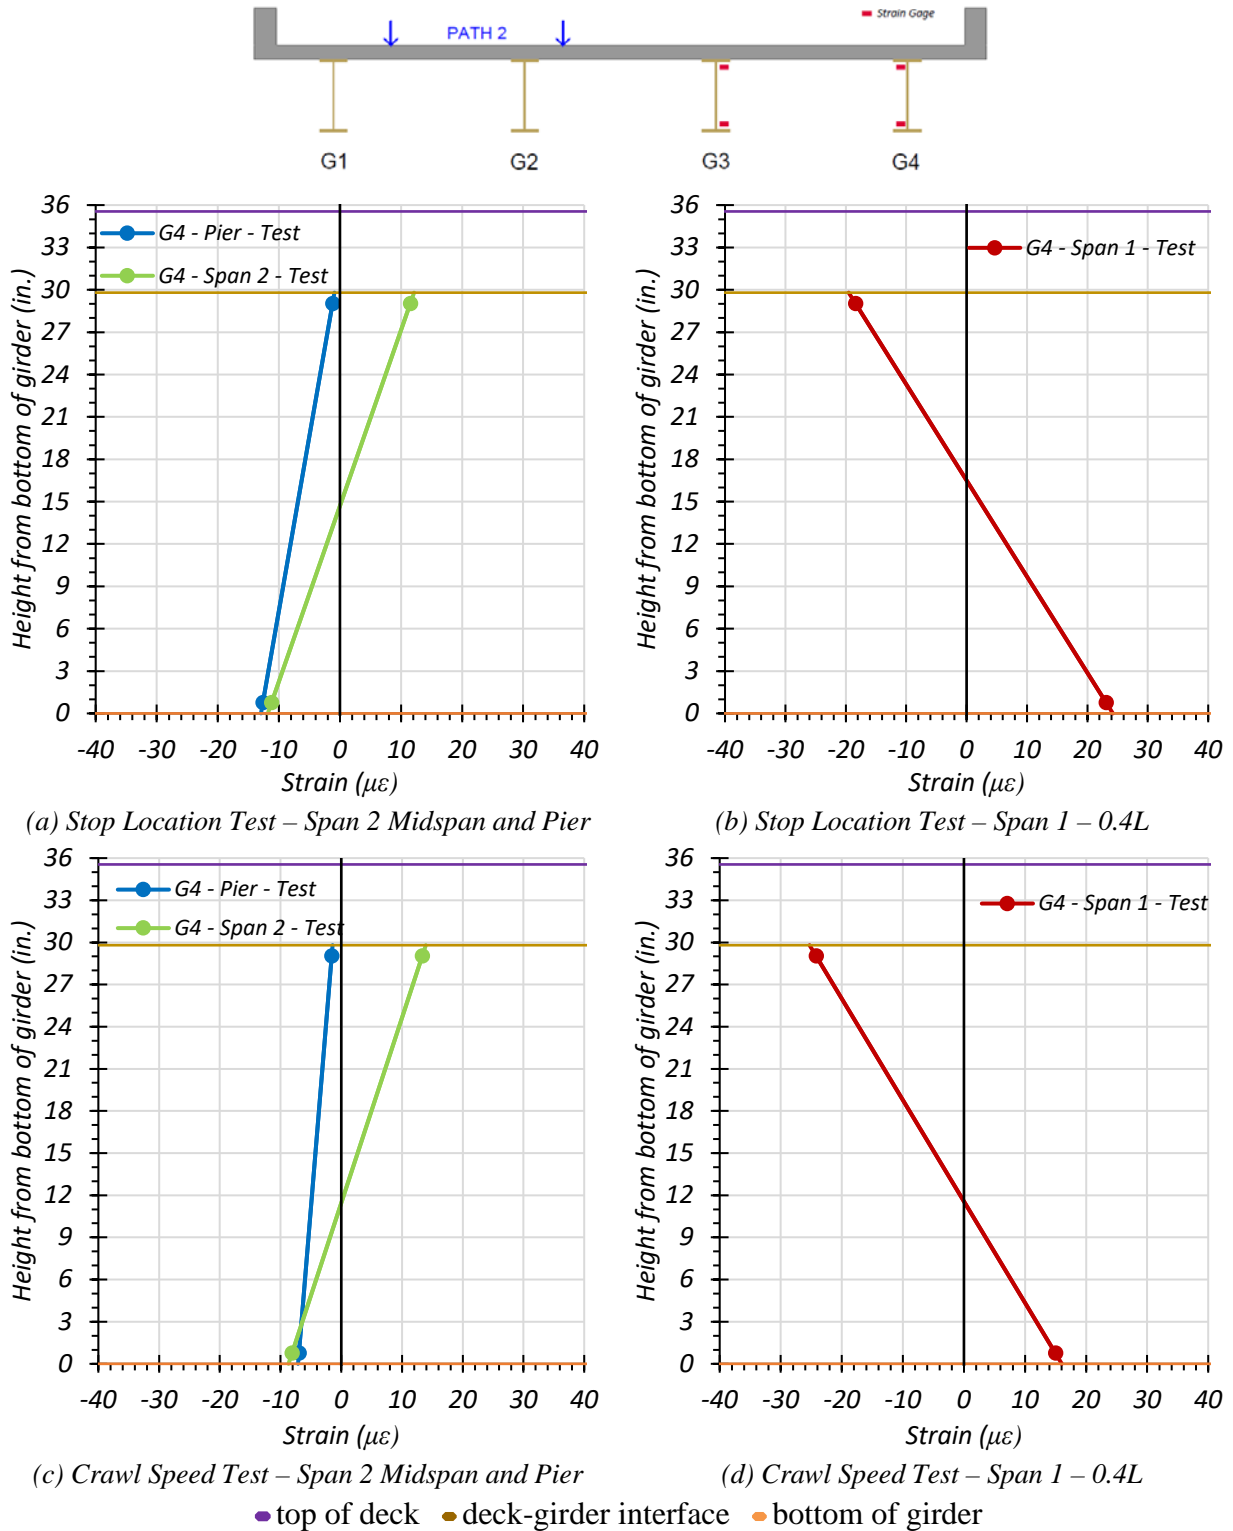 Strain Gage
PATH 2
G1 G2 G3 G4
36
33
30
27
24
21
18
15
12
9
6
3
0
Height from bottom of girder (in.)
G4 - Pier - Test
G4 - Span 2 - Test
-40 -30 -20 -10 0 10 20 30 40
Strain (με)
(a) Stop Location Test – Span 2 Midspan and Pier
36
33
30
27
24
21
18
15
12
9
6
3
0
Height from bottom of girder (in.)
G4 - Span 1 - Test
-40 -30 -20 -10 0 10 20 30 40
Strain (με)
(b) Stop Location Test – Span 1 – 0.4L
36
33
30
27
24
21
18
15
12
9
6
3
0
Height from bottom of girder (in.)
G4 - Pier - Test
G4 - Span 2 - Test
-40 -30 -20 -10 0 10 20 30 40
Strain (με)
(c) Crawl Speed Test – Span 2 Midspan and Pier
36
33
30
27
24
21
18
15
12
9
6
3
0
Height from bottom of girder (in.)
G4 - Span 1 - Test
-40 -30 -20 -10 0 10 20 30 40
Strain (με)
(d) Crawl Speed Test – Span 1 – 0.4L
top of deck deck-girder interface bottom of girder